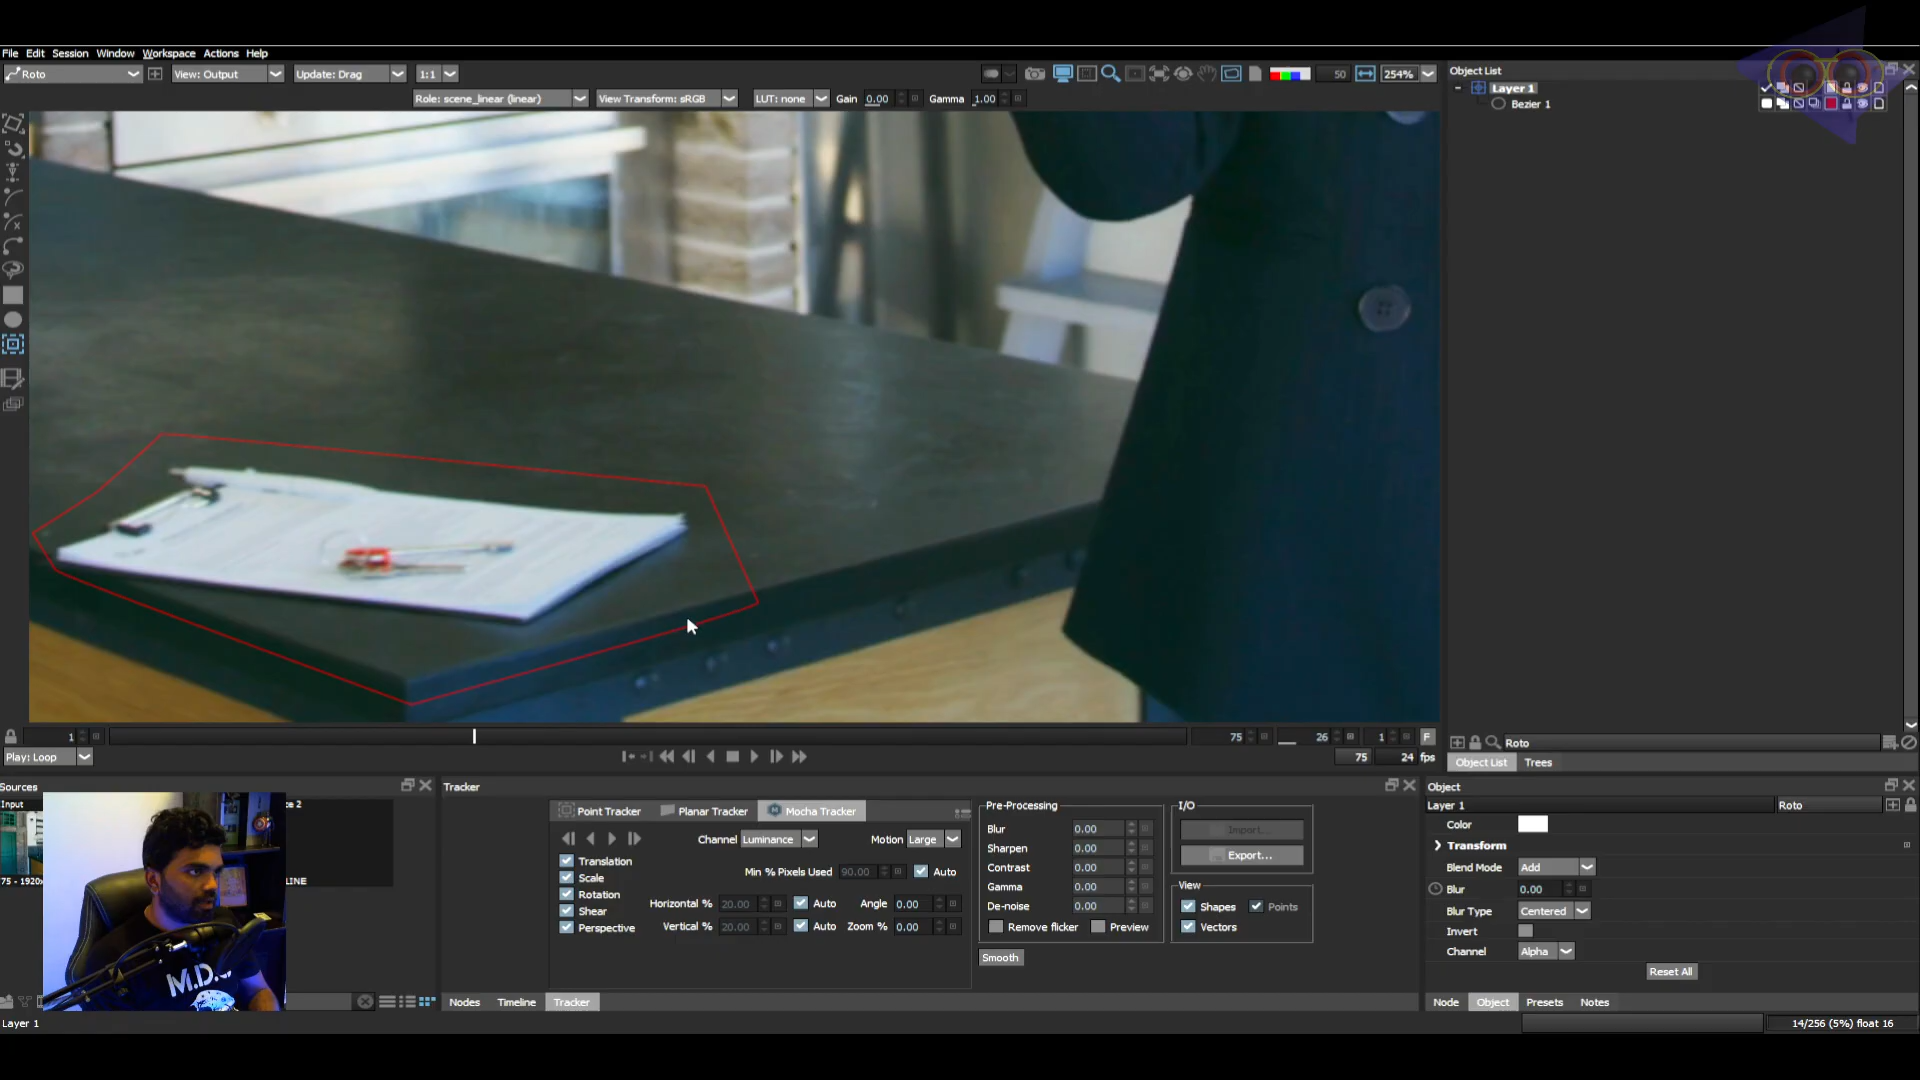 File Edit Session Window Workspace Actions Help
Roto View: Output Update: Drag 1:1 50 254%
Role: scene_linear (linear) View Transform: sRGB LUT: none Gain 0.00 Gamma 1.00
Object List
Layer 1
Bezier 1
1 75 26 1 F
Play: Loop 75 24 fps
Roto
Object List Trees
Sources
Input
75 - 1920x
LINE
M.D.
Tracker
Point Tracker Planar Tracker Mocha Tracker
Channel Luminance Motion Large
Translation
Scale
Rotation
Shear
Perspective
Min % Pixels Used 90.00 Auto
Horizontal % 20.00 Auto Angle 0.00
Vertical % 20.00 Auto Zoom % 0.00
Pre-Processing
Blur 0.00
Sharpen 0.00
Contrast 0.00
Gamma 0.00
De-noise 0.00
Remove flicker Preview
Smooth
I/O
Import...
Export...
View
Shapes Points
Vectors
Object
Layer 1 Roto
Color
Transform
Blend Mode Add
Blur 0.00
Blur Type Centered
Invert
Channel Alpha
Reset All
Nodes Timeline Tracker
Node Object Presets Notes
Layer 1
14/256 (5%) float 16